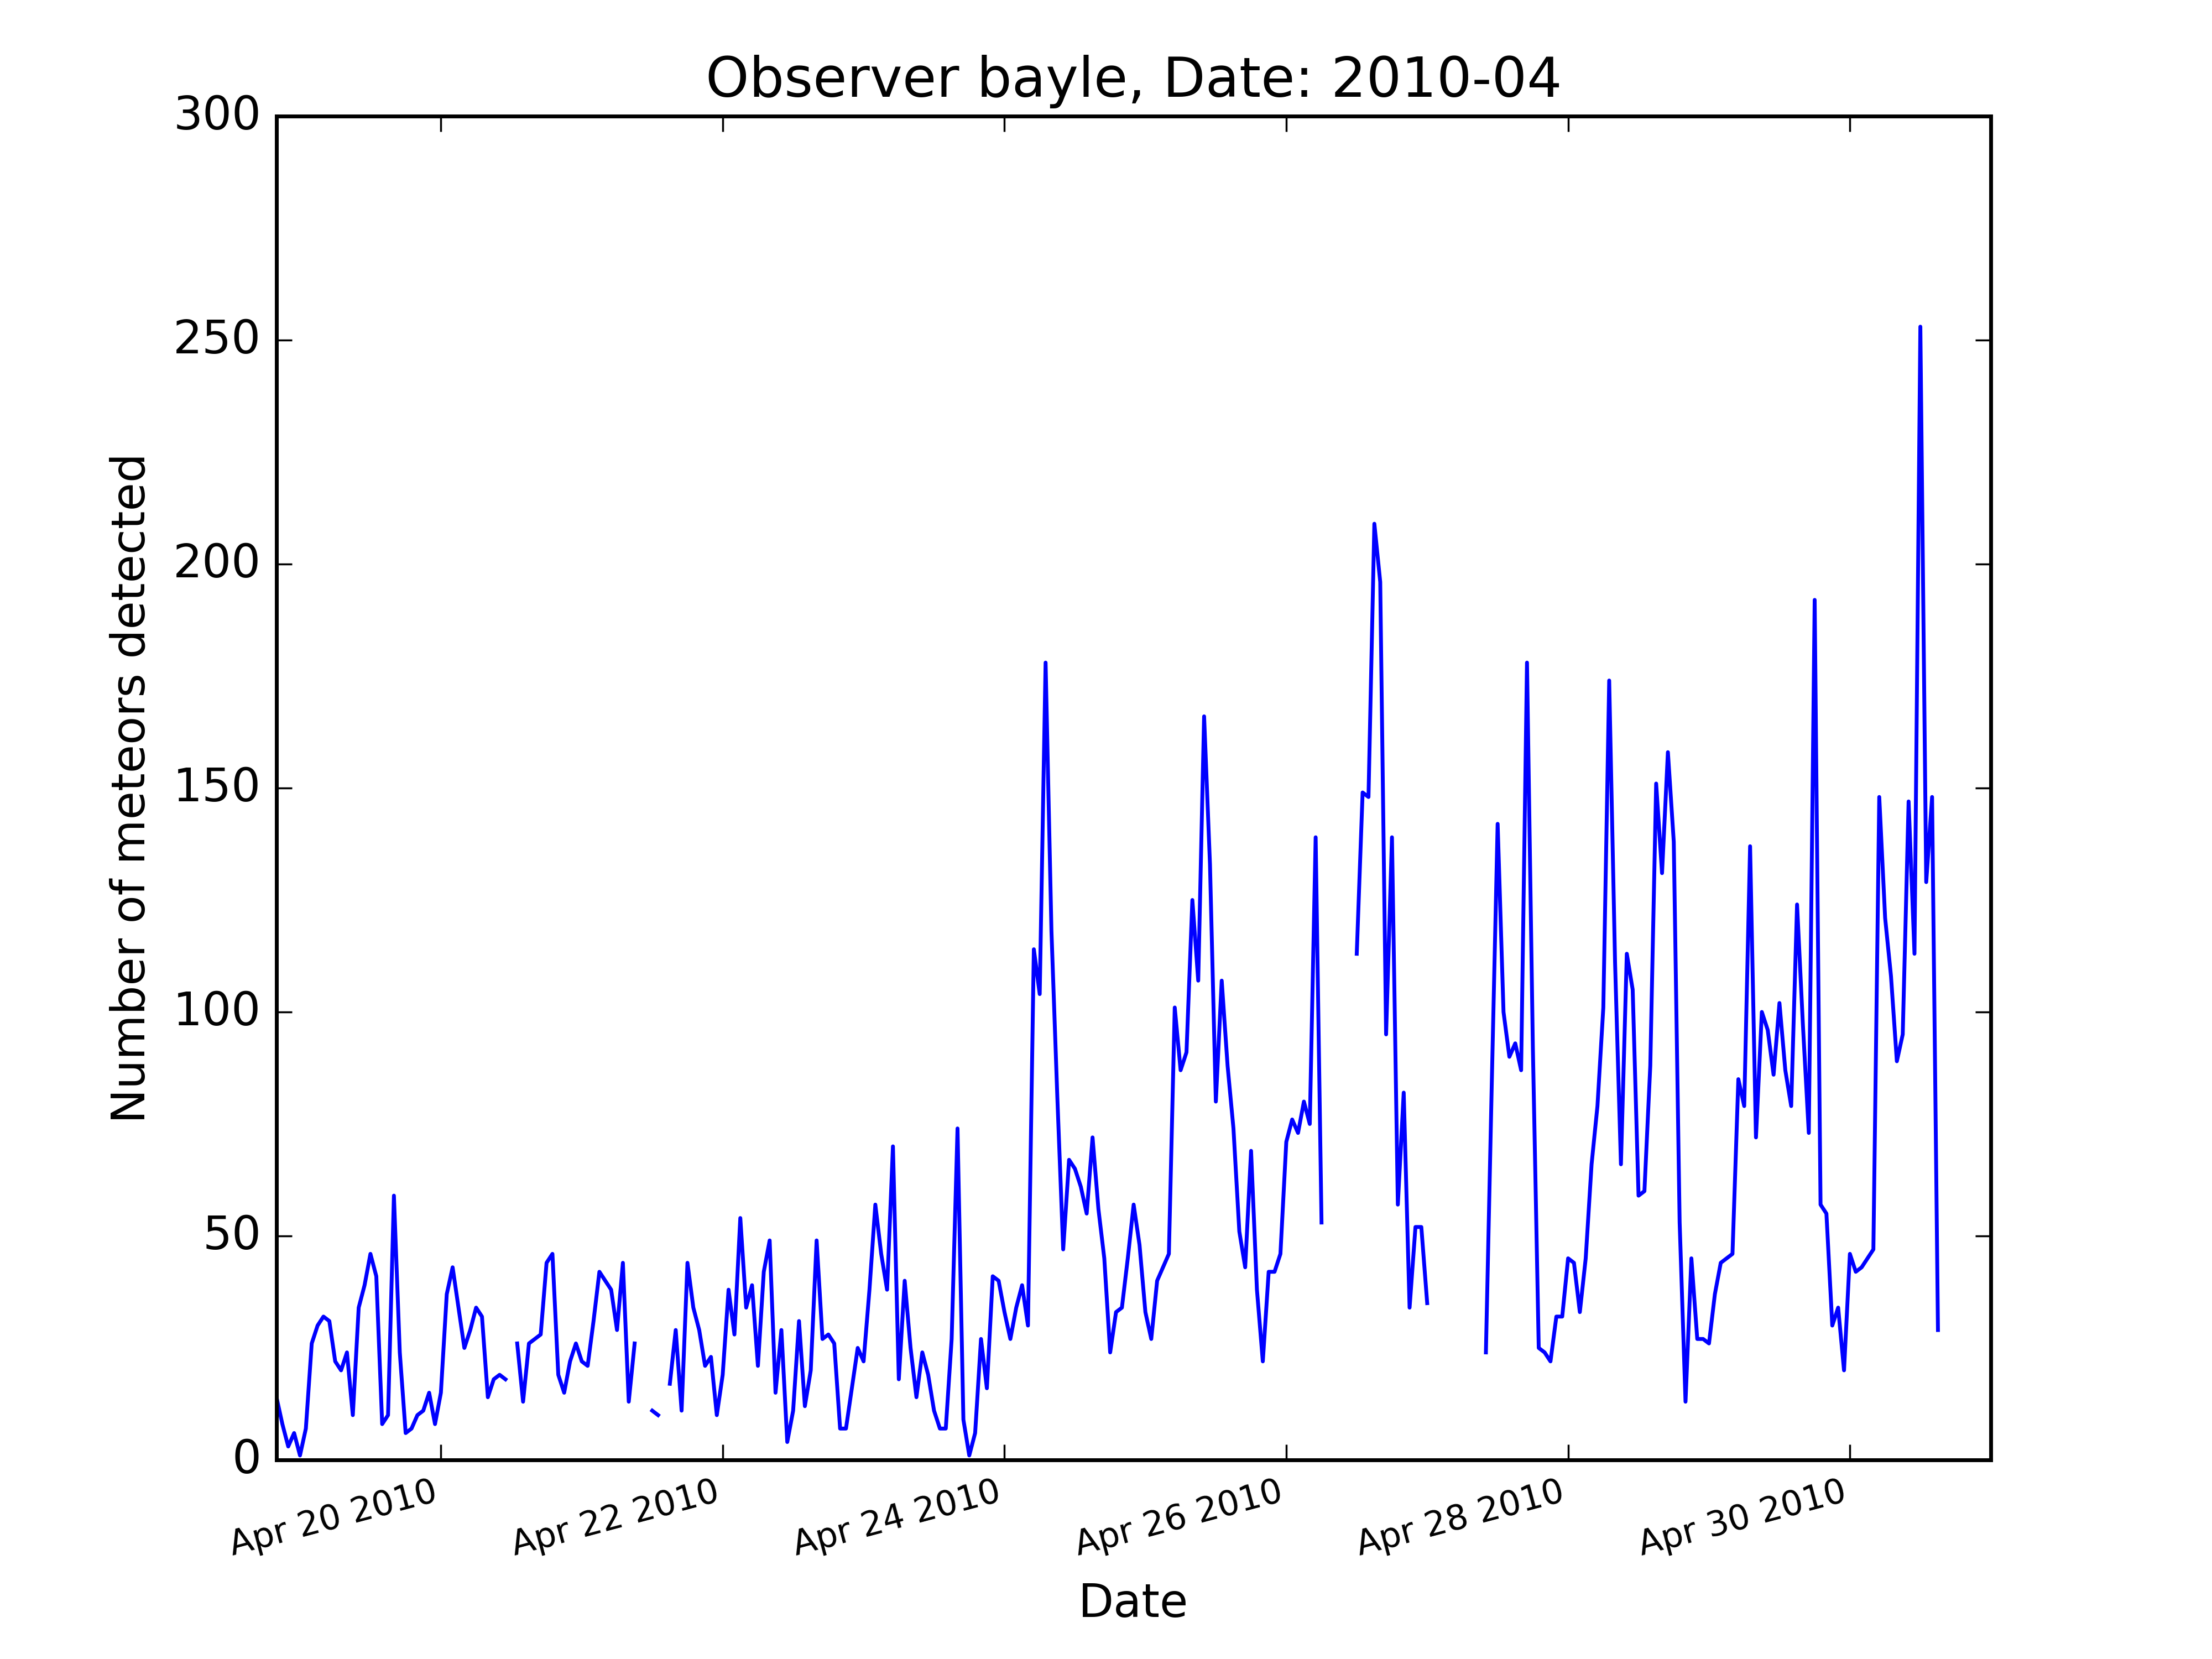 Observer bayle, Date: 2010-04
300
250
200
150
100
50
0
Number of meteors detected
Apr 20 2010
Apr 22 2010
Apr 24 2010
Apr 26 2010
Apr 28 2010
Apr 30 2010
Date